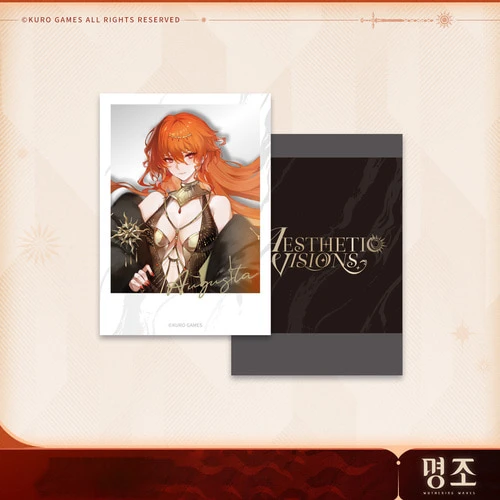 ©KURO GAMES ALL RIGHTS RESERVED
Augusta
©KURO GAMES
AESTHETIC
VISIONS
명조
WUTHERING WAVES